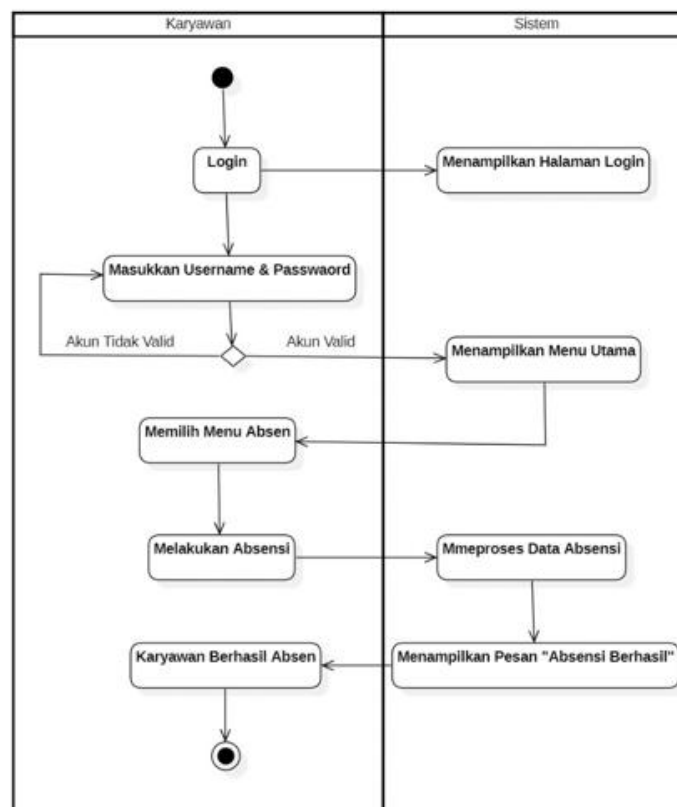 Karyawan
Sistem
Login
Menampilkan Halaman Login
Masukkan Username & Passwaord
Akun Tidak Valid
Akun Valid
Menampilkan Menu Utama
Memilih Menu Absen
Melakukan Absensi
Mmeproses Data Absensi
Karyawan Berhasil Absen
Menampilkan Pesan "Absensi Berhasil"